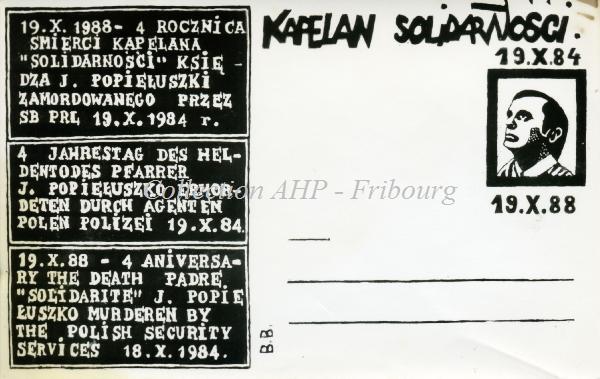 19.X.1988- 4 ROCZNICA
ŚMIERCI KAPELANA
"SOLIDARNOŚCI" KSIĘ-
DZA J. POPIEŁUSZKI
ZAMORDOWANEGO PRZEZ
SB PRL 19.X.1984 r.
4 JAHRESTAG DES HEL-
DENTODES PFARRER
J. POPIEŁUSZKO ERMOR-
DETEN DURCH AGENTEN
POLEN POLIZEI 19.X.84.
19.X.88 - 4 ANIVERSA-
RY THE DEATH PADRE
"SOLIDARITE" J. POPIE
ŁUSZKO MURDEREN BY
THE POLISH SECURITY
SERVICES 18.X.1984.
KAPELAN SOLIDARNOŚCI.
19.X.84
19.X.88
B.B.
Collection AHP - Fribourg